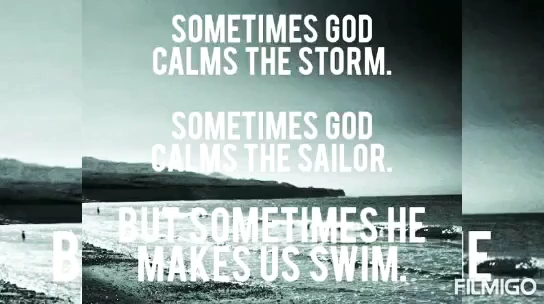 SOMETIMES GOD
CALMS THE STORM.
SOMETIMES GOD
CALMS THE SAILOR.
BUT SOMETIMES HE
MAKES US SWIM.
B
E
FILMIGO